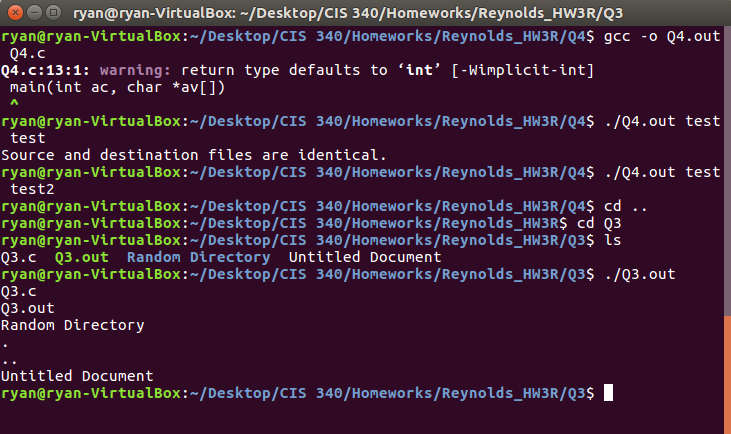 ryan@ryan-VirtualBox: ~/Desktop/CIS 340/Homeworks/Reynolds_HW3R/Q3
ryan@ryan-VirtualBox:~/Desktop/CIS 340/Homeworks/Reynolds_HW3R/Q4$ gcc -o Q4.out
 Q4.c
Q4.c:13:1: warning: return type defaults to ‘int’ [-Wimplicit-int]
 main(int ac, char *av[])
 ^
ryan@ryan-VirtualBox:~/Desktop/CIS 340/Homeworks/Reynolds_HW3R/Q4$ ./Q4.out test
 test
Source and destination files are identical.
ryan@ryan-VirtualBox:~/Desktop/CIS 340/Homeworks/Reynolds_HW3R/Q4$ ./Q4.out test
 test2
ryan@ryan-VirtualBox:~/Desktop/CIS 340/Homeworks/Reynolds_HW3R/Q4$ cd ..
ryan@ryan-VirtualBox:~/Desktop/CIS 340/Homeworks/Reynolds_HW3R$ cd Q3
ryan@ryan-VirtualBox:~/Desktop/CIS 340/Homeworks/Reynolds_HW3R/Q3$ ls
Q3.c  Q3.out  Random Directory  Untitled Document
ryan@ryan-VirtualBox:~/Desktop/CIS 340/Homeworks/Reynolds_HW3R/Q3$ ./Q3.out
Q3.c
Q3.out
Random Directory
.
..
Untitled Document
ryan@ryan-VirtualBox:~/Desktop/CIS 340/Homeworks/Reynolds_HW3R/Q3$